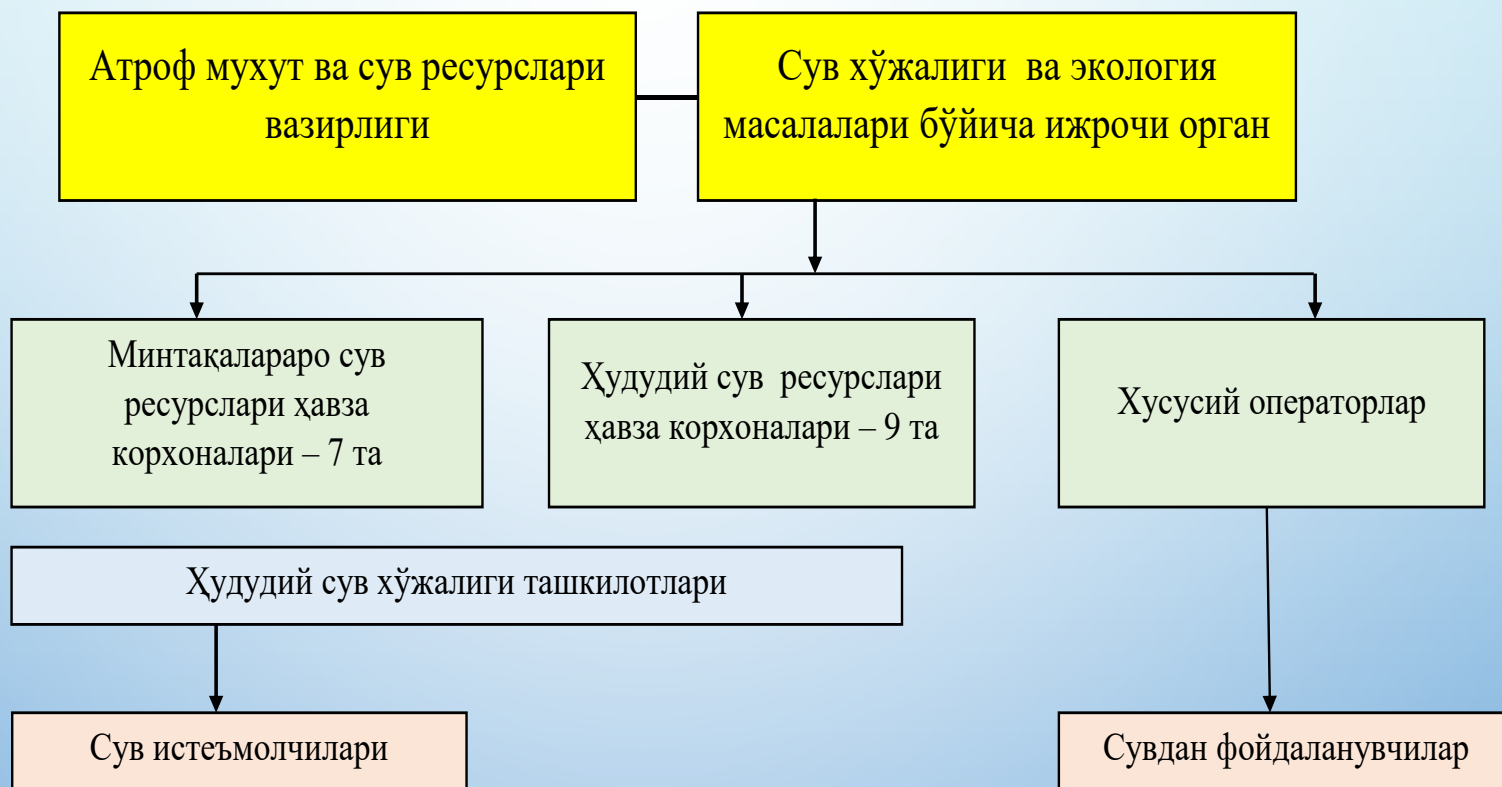 Атроф мухут ва сув ресурслари
вазирлиги
Сув хўжалиги ва экология
масалалари бўйича ижрочи орган
Минтақалараро сув
ресурслари ҳавза
корхоналари – 7 та
Ҳудудий сув ресурслари
ҳавза корхоналари – 9 та
Хусусий операторлар
Ҳудудий сув хўжалиги ташкилотлари
Сув истеъмолчилари
Сувдан фойдаланувчилар